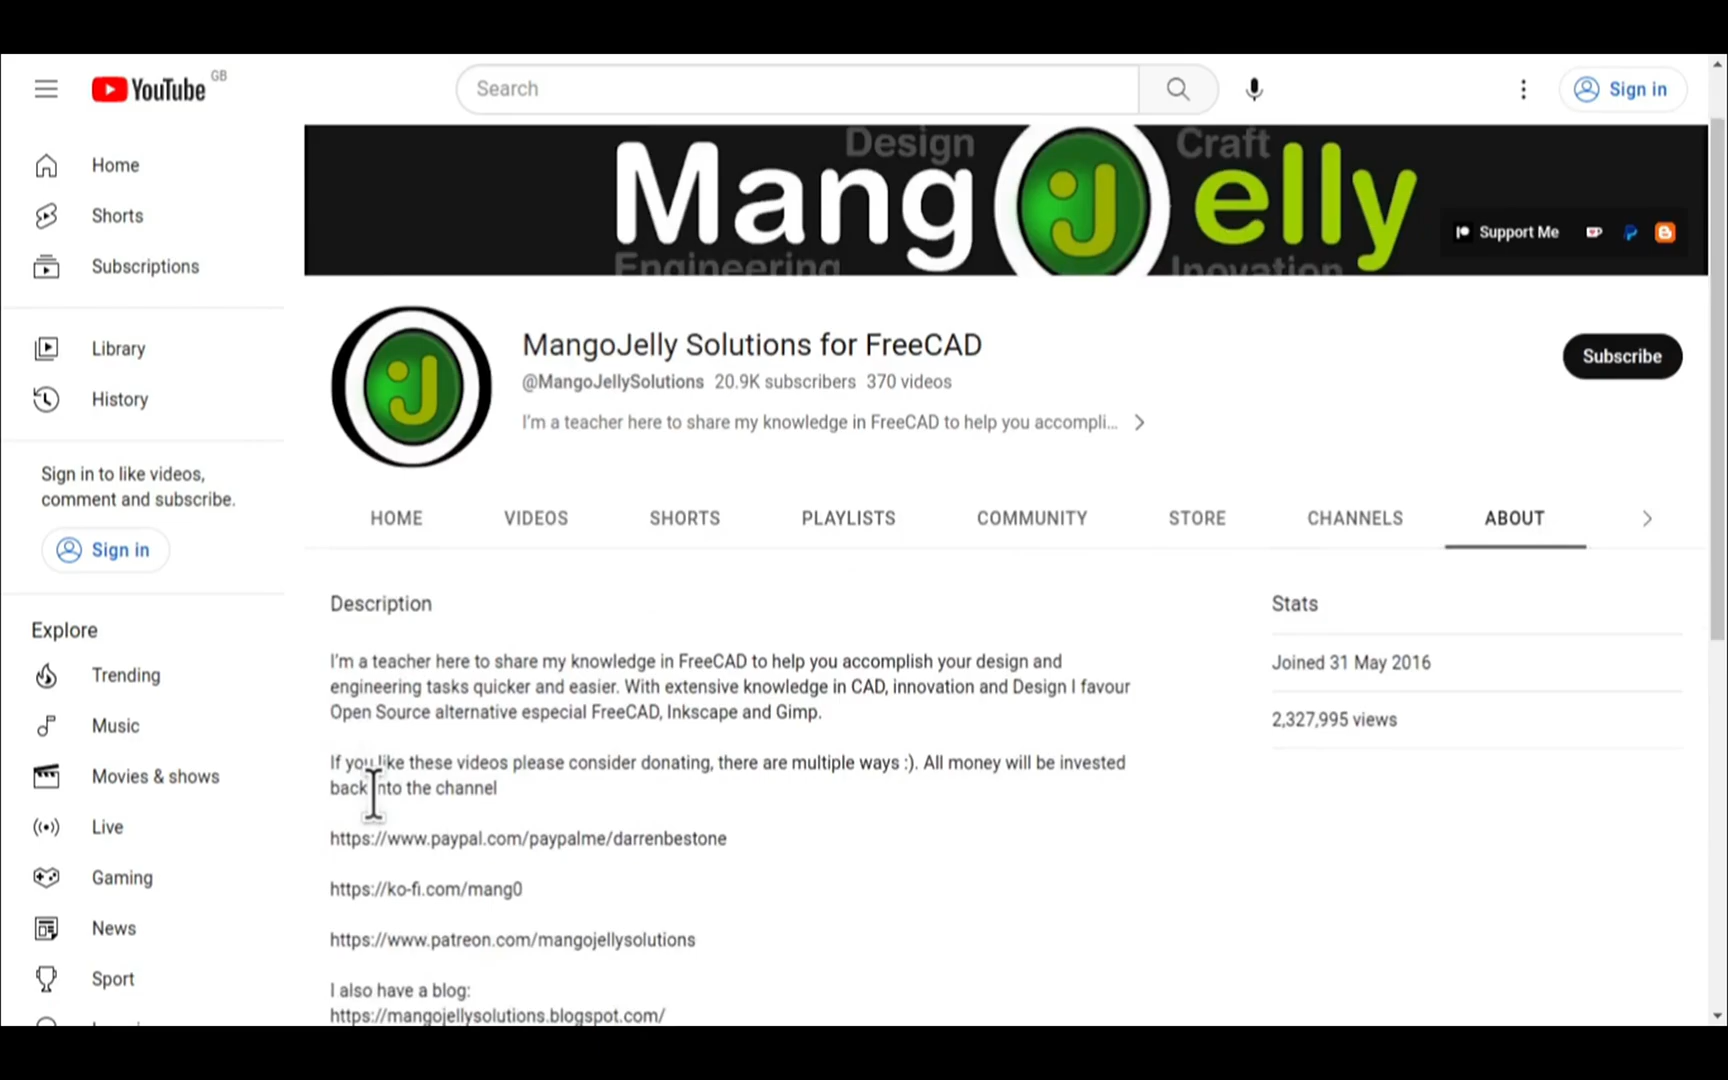 YouTube GB
Search
Sign in
Home
Shorts
Subscriptions
Library
History
Sign in to like videos,
comment and subscribe.
Sign in
Explore
Trending
Music
Movies & shows
Live
Gaming
News
Sport
Design
Craft
Mang J elly
Engineering
Inovation
Support Me
MangoJelly Solutions for FreeCAD
@MangoJellySolutions 20.9K subscribers 370 videos
I'm a teacher here to share my knowledge in FreeCAD to help you accompli...
Subscribe
HOME VIDEOS SHORTS PLAYLISTS COMMUNITY STORE CHANNELS ABOUT
Description
I'm a teacher here to share my knowledge in FreeCAD to help you accomplish your design and
engineering tasks quicker and easier. With extensive knowledge in CAD, innovation and Design I favour
Open Source alternative especial FreeCAD, Inkscape and Gimp.
If you like these videos please consider donating, there are multiple ways :). All money will be invested
back into the channel
https://www.paypal.com/paypalme/darrenbestone
https://ko-fi.com/mang0
https://www.patreon.com/mangojellysolutions
I also have a blog:
https://mangojellysolutions.blogspot.com/
Stats
Joined 31 May 2016
2,327,995 views